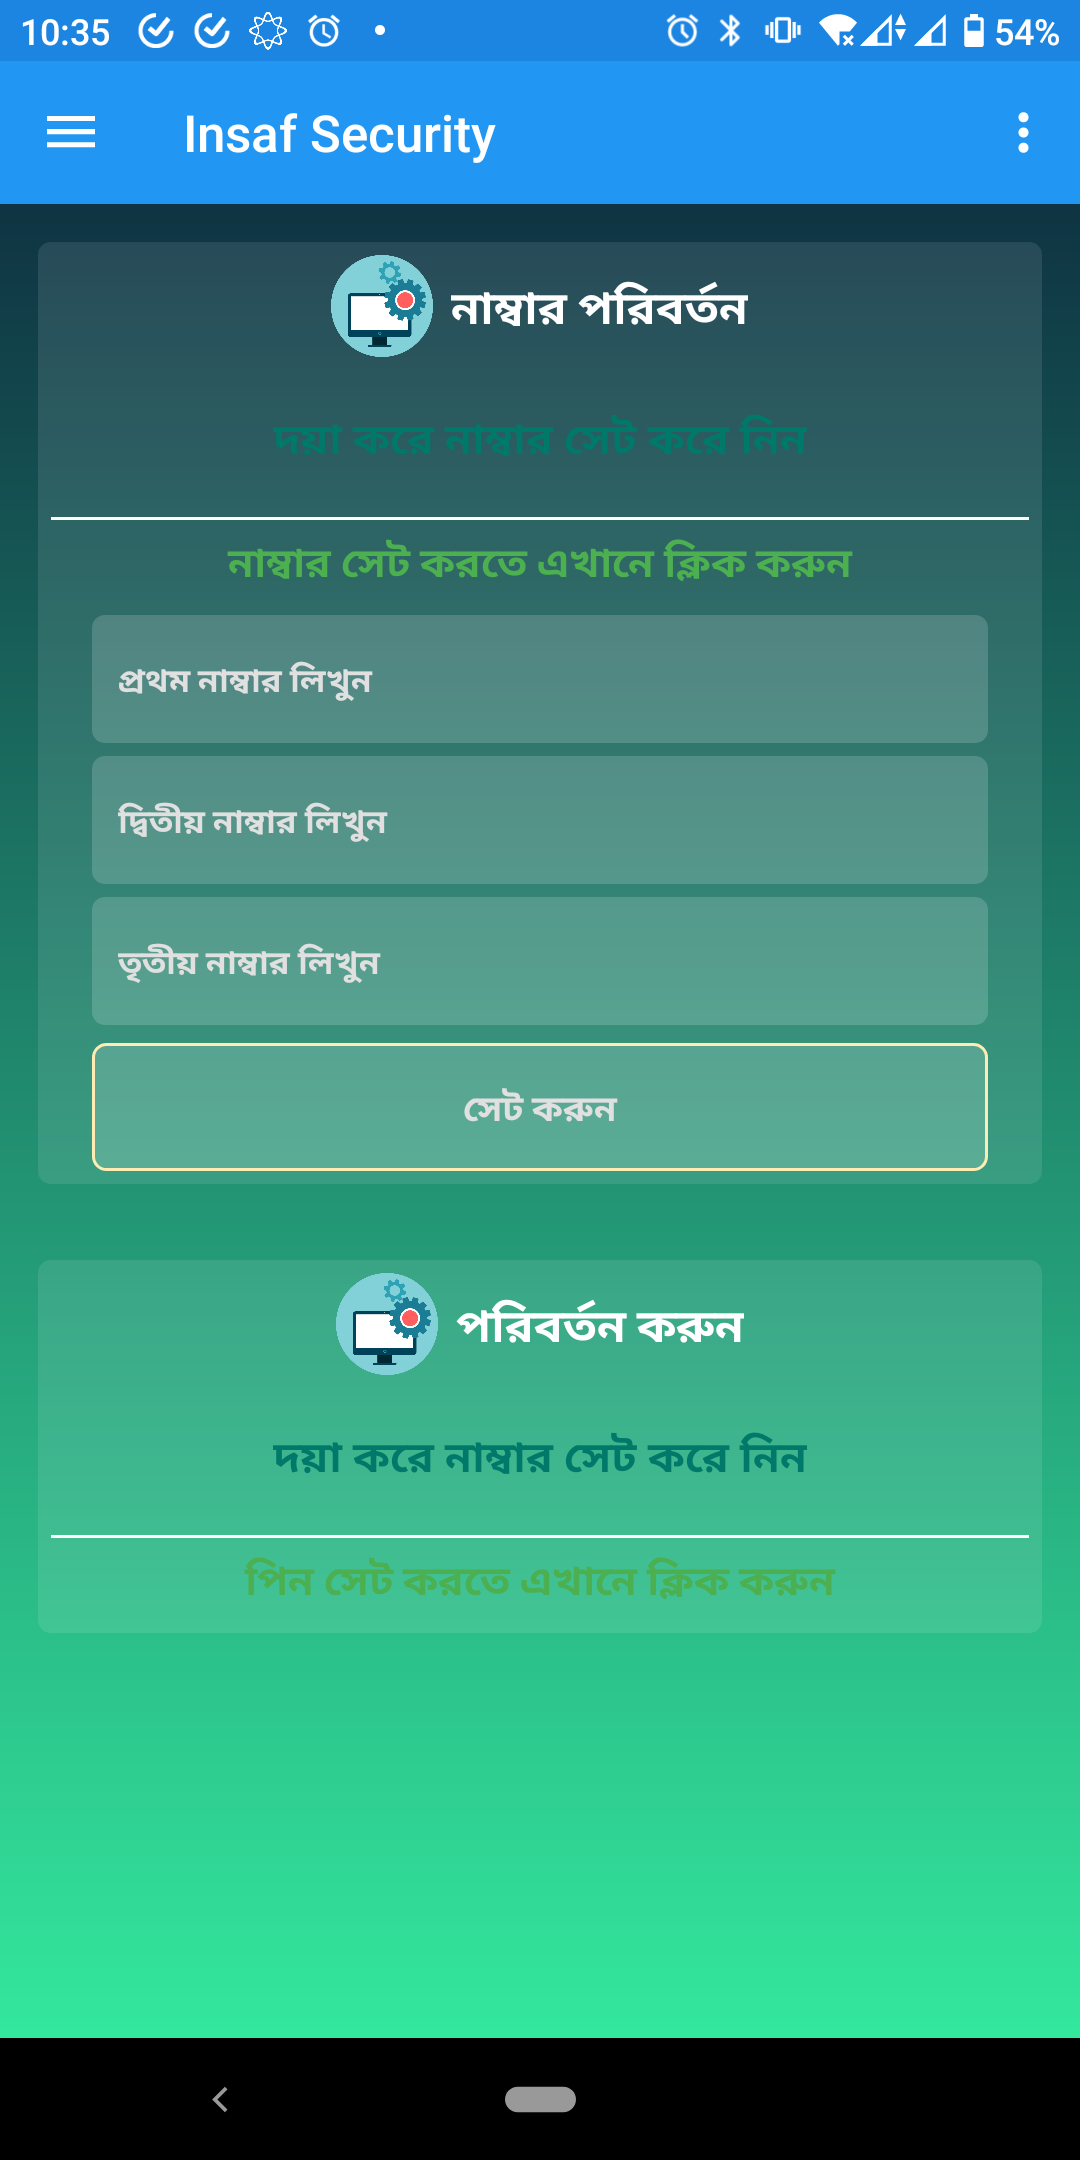 10:35
54%
Insaf Security
নাম্বার পরিবর্তন
দয়া করে নাম্বার সেট করে নিন
নাম্বার সেট করতে এখানে ক্লিক করুন
প্রথম নাম্বার লিখুন
দ্বিতীয় নাম্বার লিখুন
তৃতীয় নাম্বার লিখুন
সেট করুন
পরিবর্তন করুন
দয়া করে নাম্বার সেট করে নিন
পিন সেট করতে এখানে ক্লিক করুন